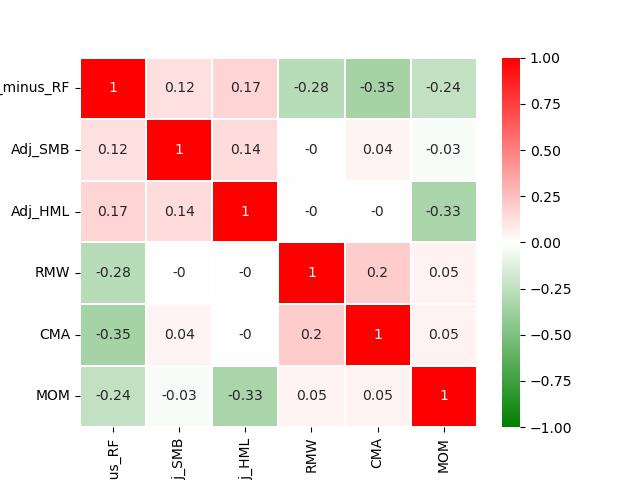 _minus_RF 1 0.12 0.17 -0.28 -0.35 -0.24
Adj_SMB 0.12 1 0.14 -0 0.04 -0.03
Adj_HML 0.17 0.14 1 -0 -0 -0.33
RMW -0.28 -0 -0 1 0.2 0.05
CMA -0.35 0.04 -0 0.2 1 0.05
MOM -0.24 -0.03 -0.33 0.05 0.05 1
us_RF
j_SMB
j_HML
RMW
CMA
MOM
1.00
0.75
0.50
0.25
0.00
−0.25
−0.50
−0.75
−1.00